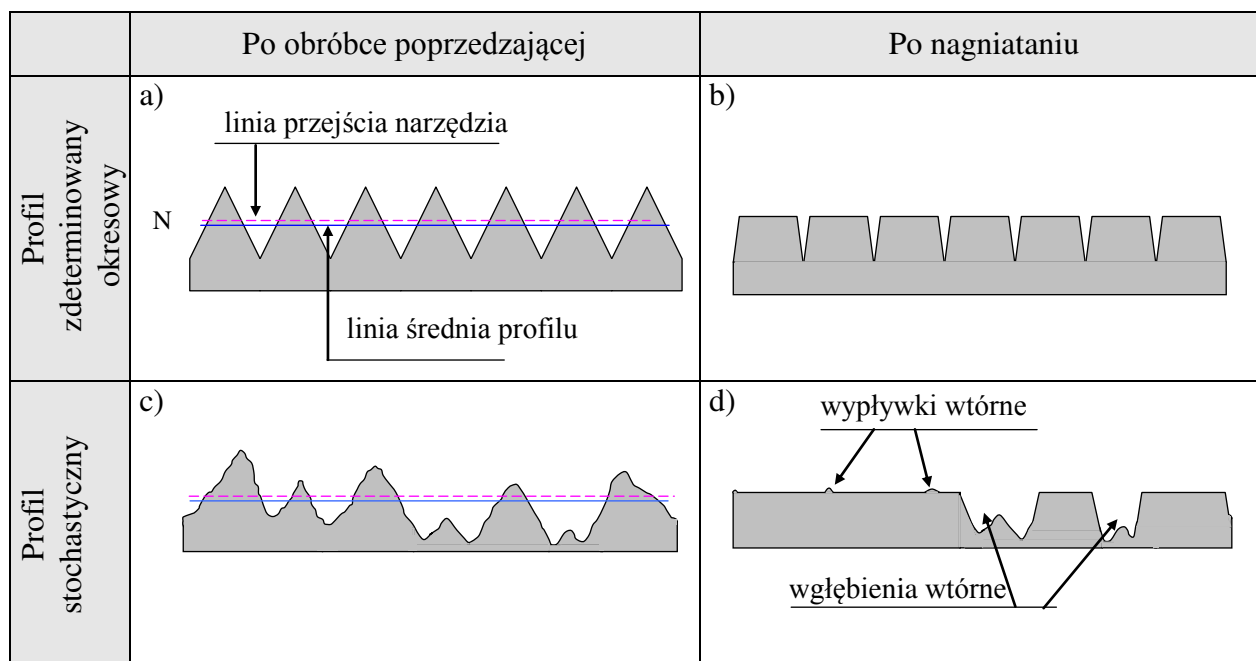 Po obróbce poprzedzającej
Po nagniataniu
Profil
zdeterminowany
okresowy
a)
linia przejścia narzędzia
N
linia średnia profilu
b)
Profil
stochastyczny
c)
d)
wypływki wtórne
wgłębienia wtórne